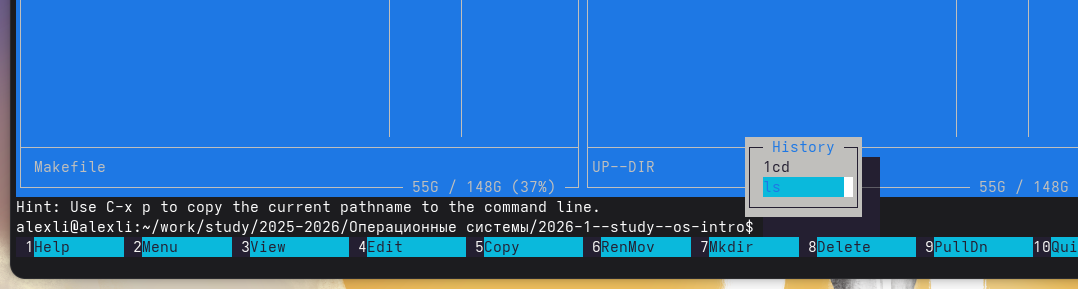 History
1cd
Makefile
UP--DIR
ls
55G / 148G (37%)
55G / 148G
Hint: Use C-x p to copy the current pathname to the command line.
alexli@alexli:~/work/study/2025-2026/Операционные системы/2026-1--study--os-intro$
1Help 2Menu 3View 4Edit 5Copy 6RenMov 7Mkdir 8Delete 9PullDn 10Qui